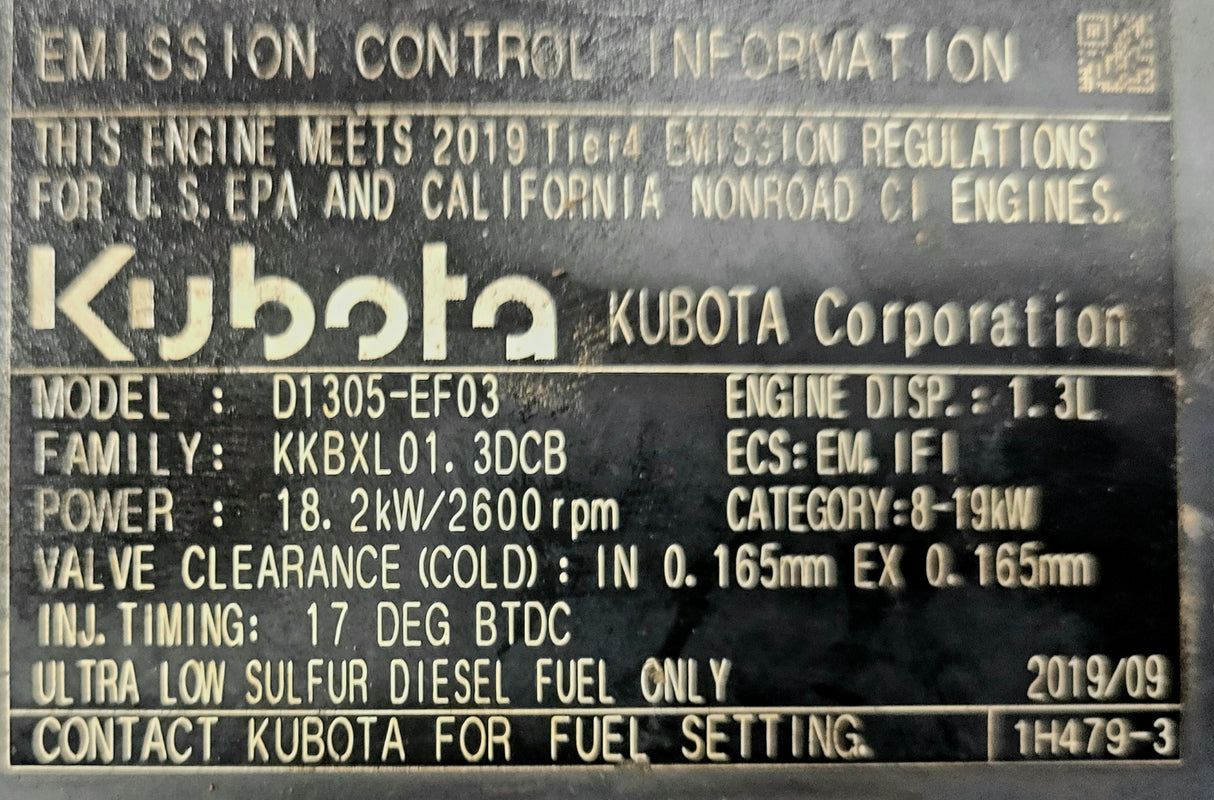 EMISSION CONTROL INFORMATION
THIS ENGINE MEETS 2019 Tier4 EMISSION REGULATIONS
FOR U.S. EPA AND CALIFORNIA NONROAD CI ENGINES.
Kubota KUBOTA Corporation
MODEL : D1305-EF03 ENGINE DISP.: 1.3L
FAMILY: KKBXL01.3DCB ECS: EM, IFI
POWER : 18.2kW/2600rpm CATEGORY:8-19kW
VALVE CLEARANCE (COLD) : IN 0.165mm EX 0.165mm
INJ.TIMING: 17 DEG BTDC
ULTRA LOW SULFUR DIESEL FUEL ONLY 2019/09
CONTACT KUBOTA FOR FUEL SETTING. 1H479-3